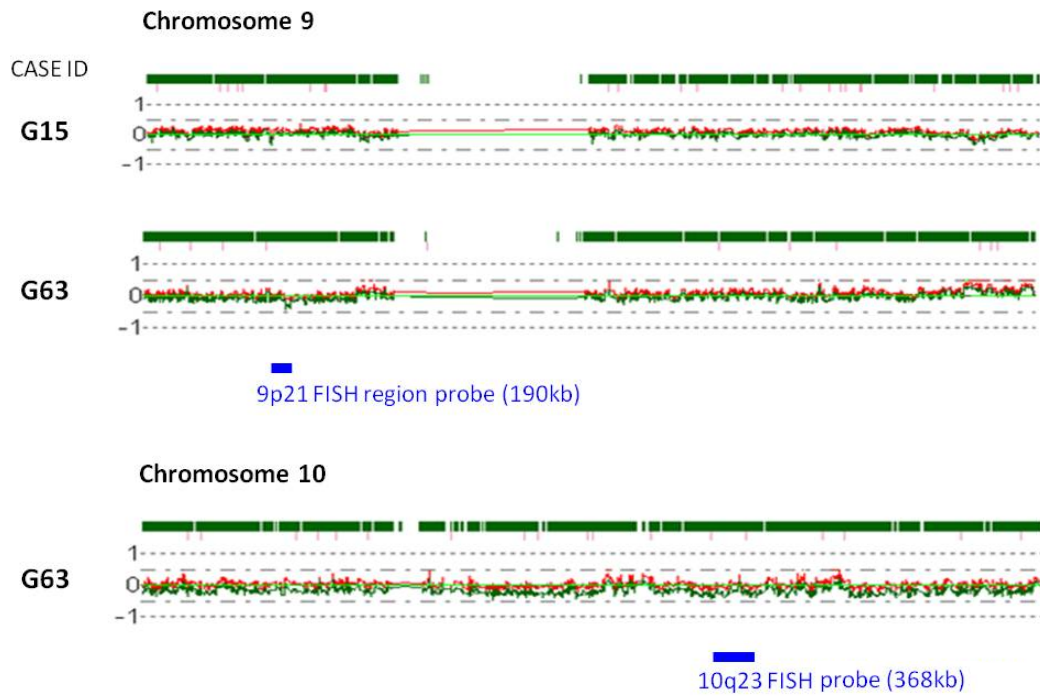 Chromosome 9
CASE ID
1
G15
0
-1
1
G63
0
-1
9p21 FISH region probe (190kb)
Chromosome 10
1
G63
0
-1
10q23 FISH probe (368kb)